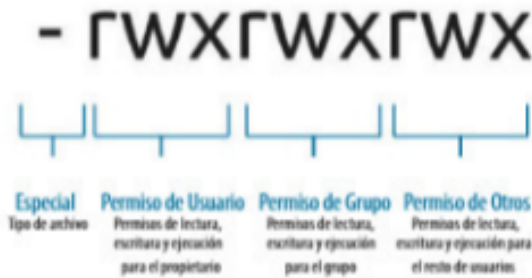 - rwxrwxrwx
Especial Permiso de Usuario Permiso de Grupo Permiso de Otros
Tipo de archivo Permisos de lectura, Permisos de lectura, Permisos de lectura,
escritura y ejecución escritura y ejecución escritura y ejecución para
para el propietario para el grupo el resto de usuarios